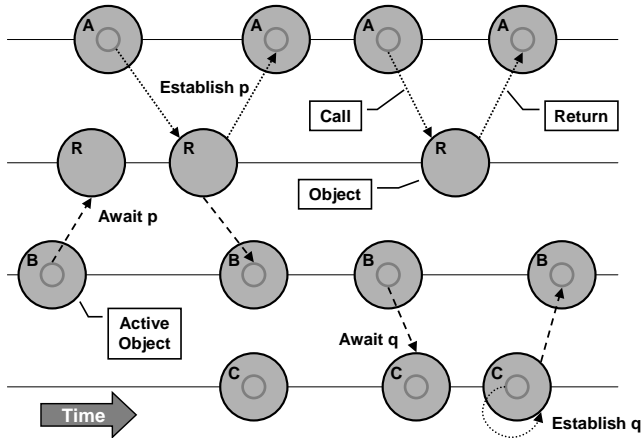 A
A
A
A
Establish p
Call
Return
R
R
R
Object
Await p
B
B
B
B
Active
Object
Await q
C
C
C
Time
Establish q